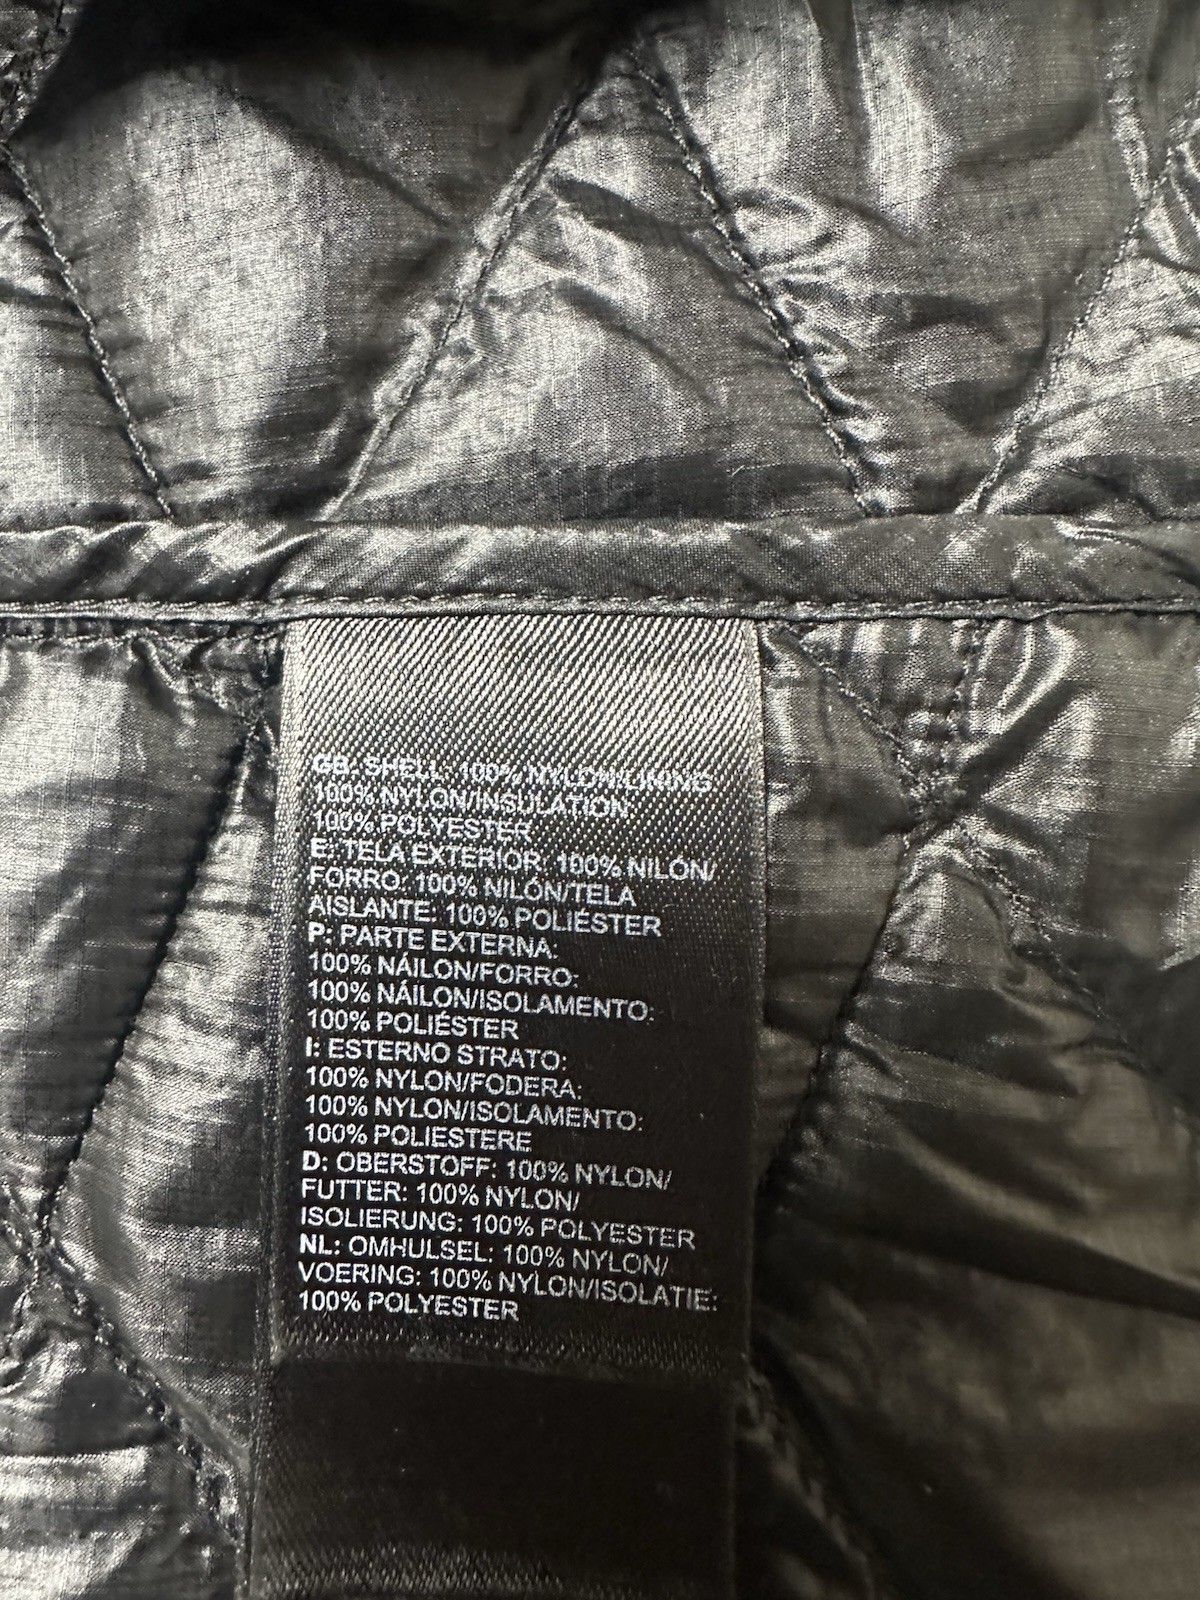 GB: SHELL: 100% NYLON/LINING:
100% NYLON/INSULATION:
100% POLYESTER
E: TELA EXTERIOR: 100% NILÓN/
FORRO: 100% NILÓN/TELA
AISLANTE: 100% POLIÉSTER
P: PARTE EXTERNA:
100% NÁILON/FORRO:
100% NÁILON/ISOLAMENTO:
100% POLIÉSTER
I: ESTERNO STRATO:
100% NYLON/FODERA:
100% NYLON/ISOLAMENTO:
100% POLIESTERE
D: OBERSTOFF: 100% NYLON/
FUTTER: 100% NYLON/
ISOLIERUNG: 100% POLYESTER
NL: OMHULSEL: 100% NYLON/
VOERING: 100% NYLON/ISOLATIE:
100% POLYESTER